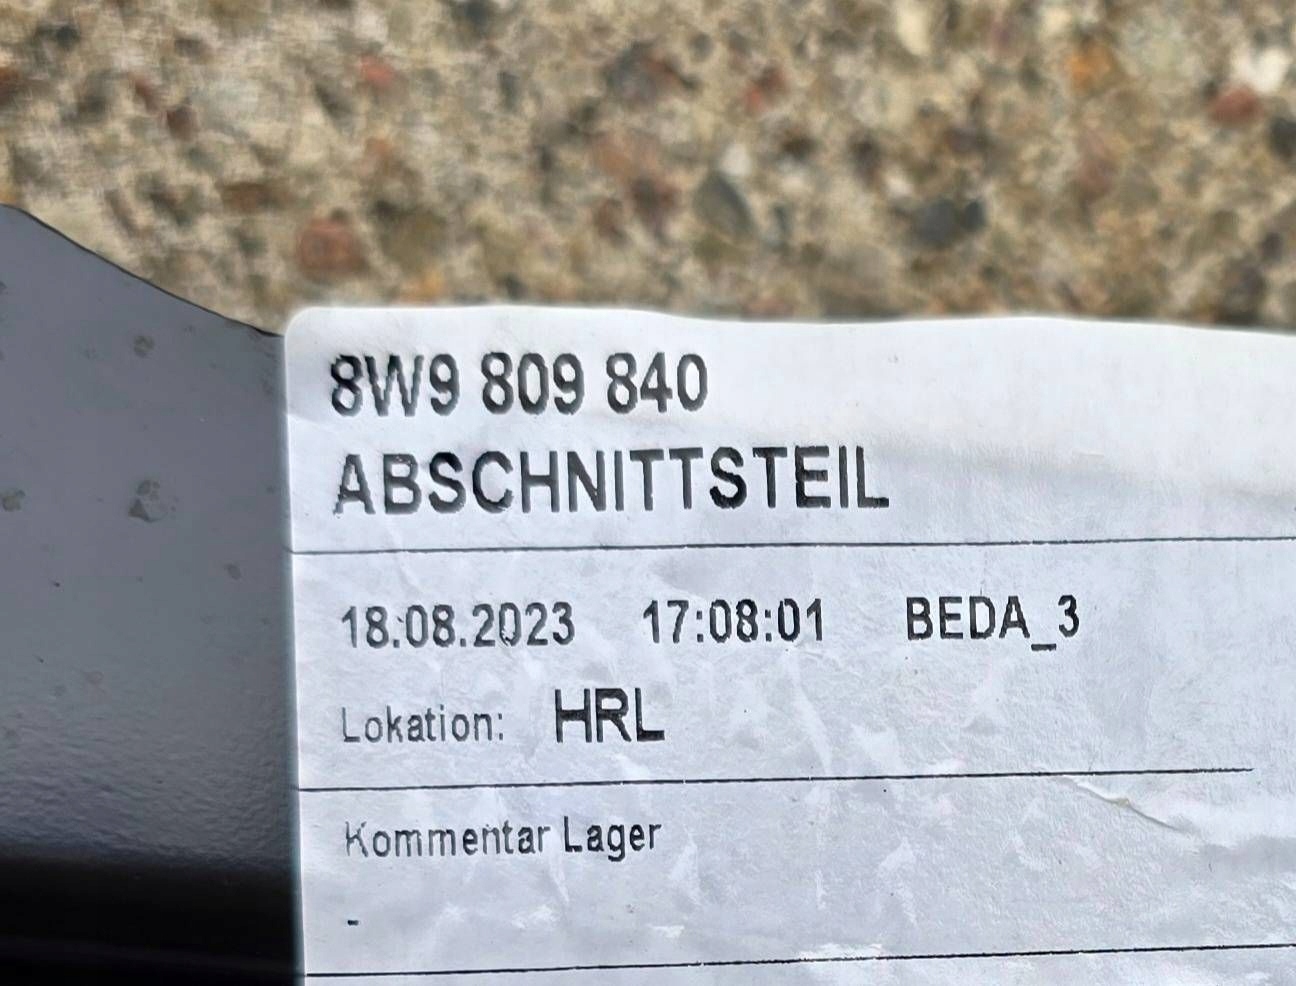 8W9 809 840
ABSCHNITTSTEIL
18.08.2023 17:08:01 BEDA_3
Lokation: HRL
Kommentar Lager
-